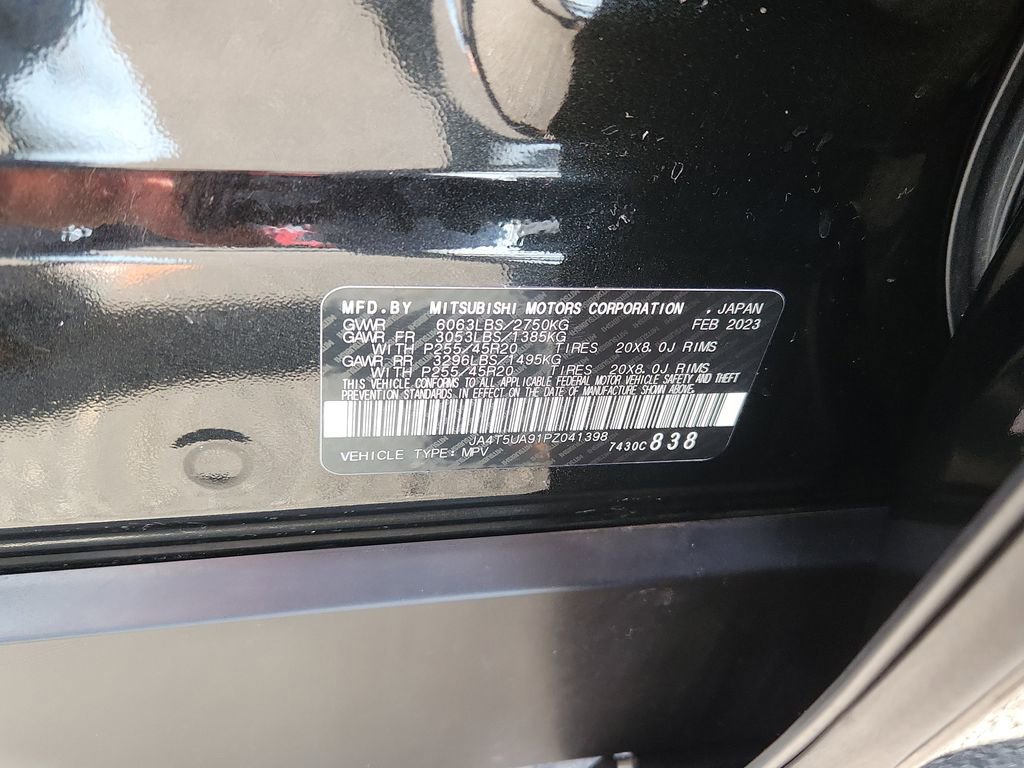 MFD.BY MITSUBISHI MOTORS CORPORATION , JAPAN
GVWR 6063LBS/2750KG FEB 2023
GAWR FR 3053LBS/1385KG
WITH P255/45R20 TIRES 20X8.0J RIMS
GAWR RR 3296LBS/1495KG
WITH P255/45R20 TIRES 20X8.0J RIMS
THIS VEHICLE CONFORMS TO ALL APPLICABLE FEDERAL MOTOR VEHICLE SAFETY AND THEFT
PREVENTION STANDARDS IN EFFECT ON THE DATE OF MANUFACTURE SHOWN ABOVE.
JA4T5UA91PZ041398 7430C 838
VEHICLE TYPE: MPV